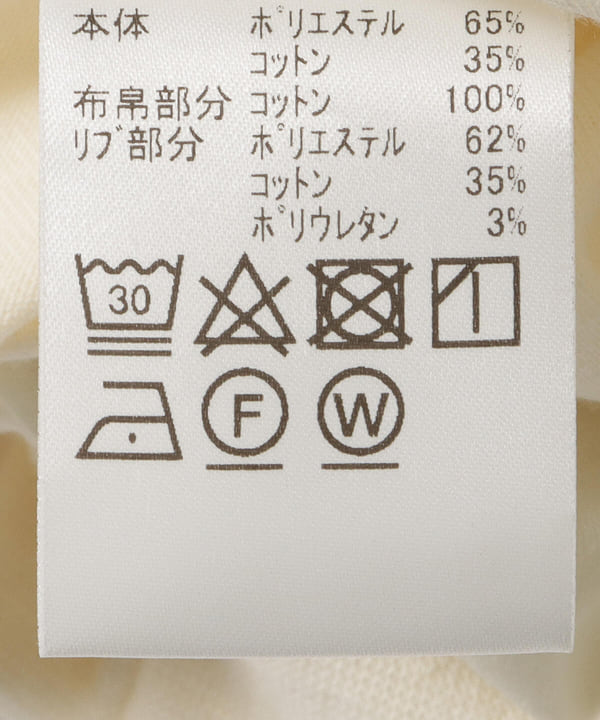 本体 ポリエステル 65%
コットン 35%
布帛部分 コットン 100%
リブ部分 ポリエステル 62%
コットン 35%
ポリウレタン 3%
30
F W